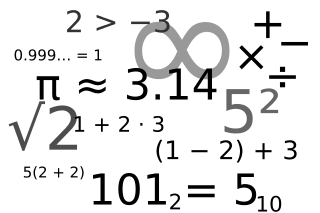 2 > −3
∞
+
−
×
÷
0.999... = 1
π ≈ 3.14
5²
√2
1 + 2 · 3
(1 − 2) + 3
5(2 + 2)
101₂ = 5₁₀